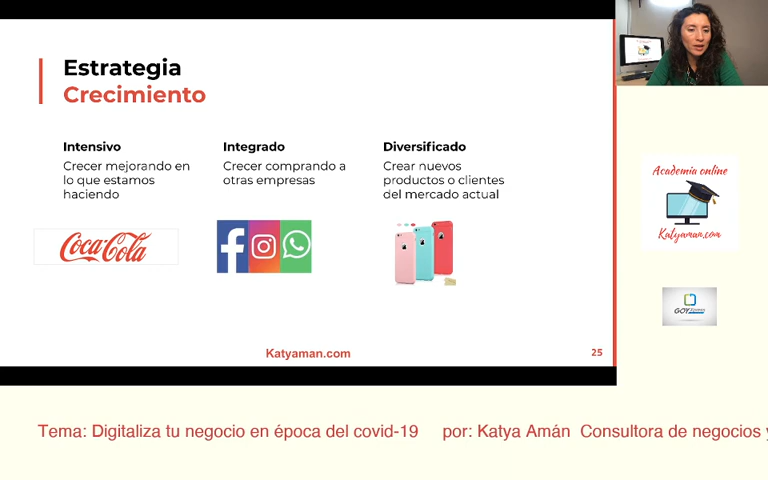 Estrategia
Crecimiento
Intensivo
Crecer mejorando en
lo que estamos
haciendo
Coca-Cola
Integrado
Crecer comprando a
otras empresas
Diversificado
Crear nuevos
productos o clientes
del mercado actual
Katyaman.com
25
Academia online
Katyaman.com
Tema: Digitaliza tu negocio en época del covid-19 por: Katya Amán Consultora de negocios y